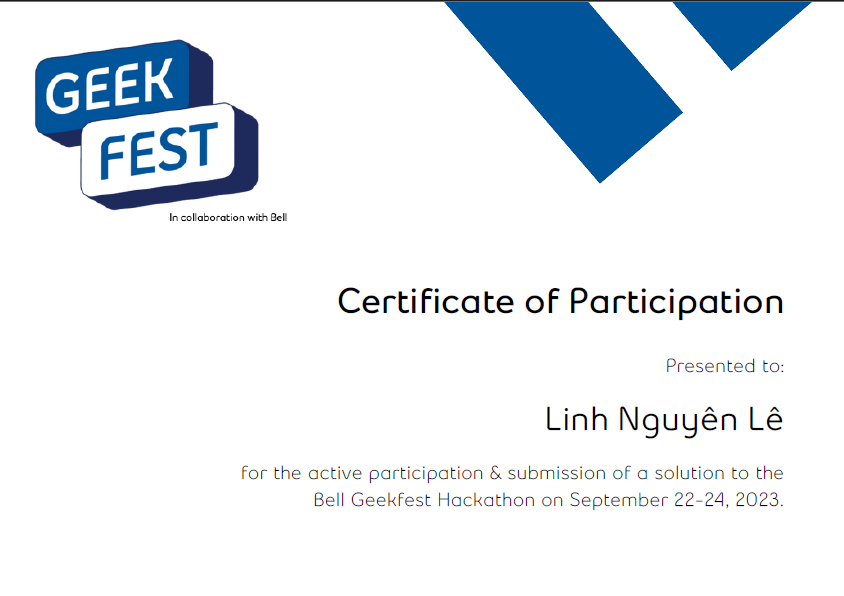 GEEK
FEST
In collaboration with Bell
Certificate of Participation
Presented to:
Linh Nguyên Lê
for the active participation & submission of a solution to the
Bell Geekfest Hackathon on September 22-24, 2023.